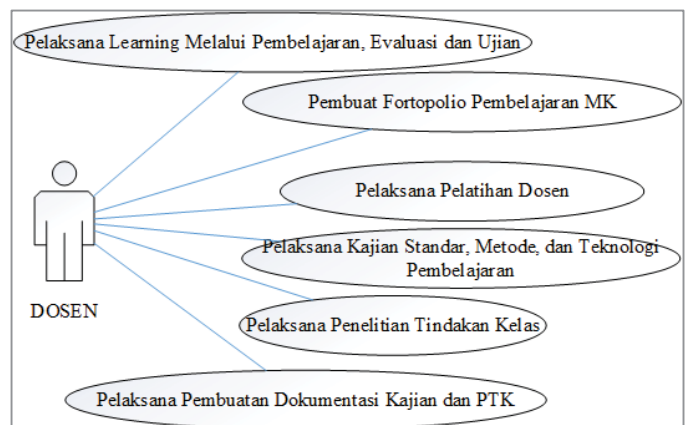 Pelaksana Learning Melalui Pembelajaran, Evaluasi dan Ujian
Pembuat Fortopolio Pembelajaran MK
Pelaksana Pelatihan Dosen
Pelaksana Kajian Standar, Metode, dan Teknologi
Pembelajaran
DOSEN
Pelaksana Penelitian Tindakan Kelas
Pelaksana Pembuatan Dokumentasi Kajian dan PTK